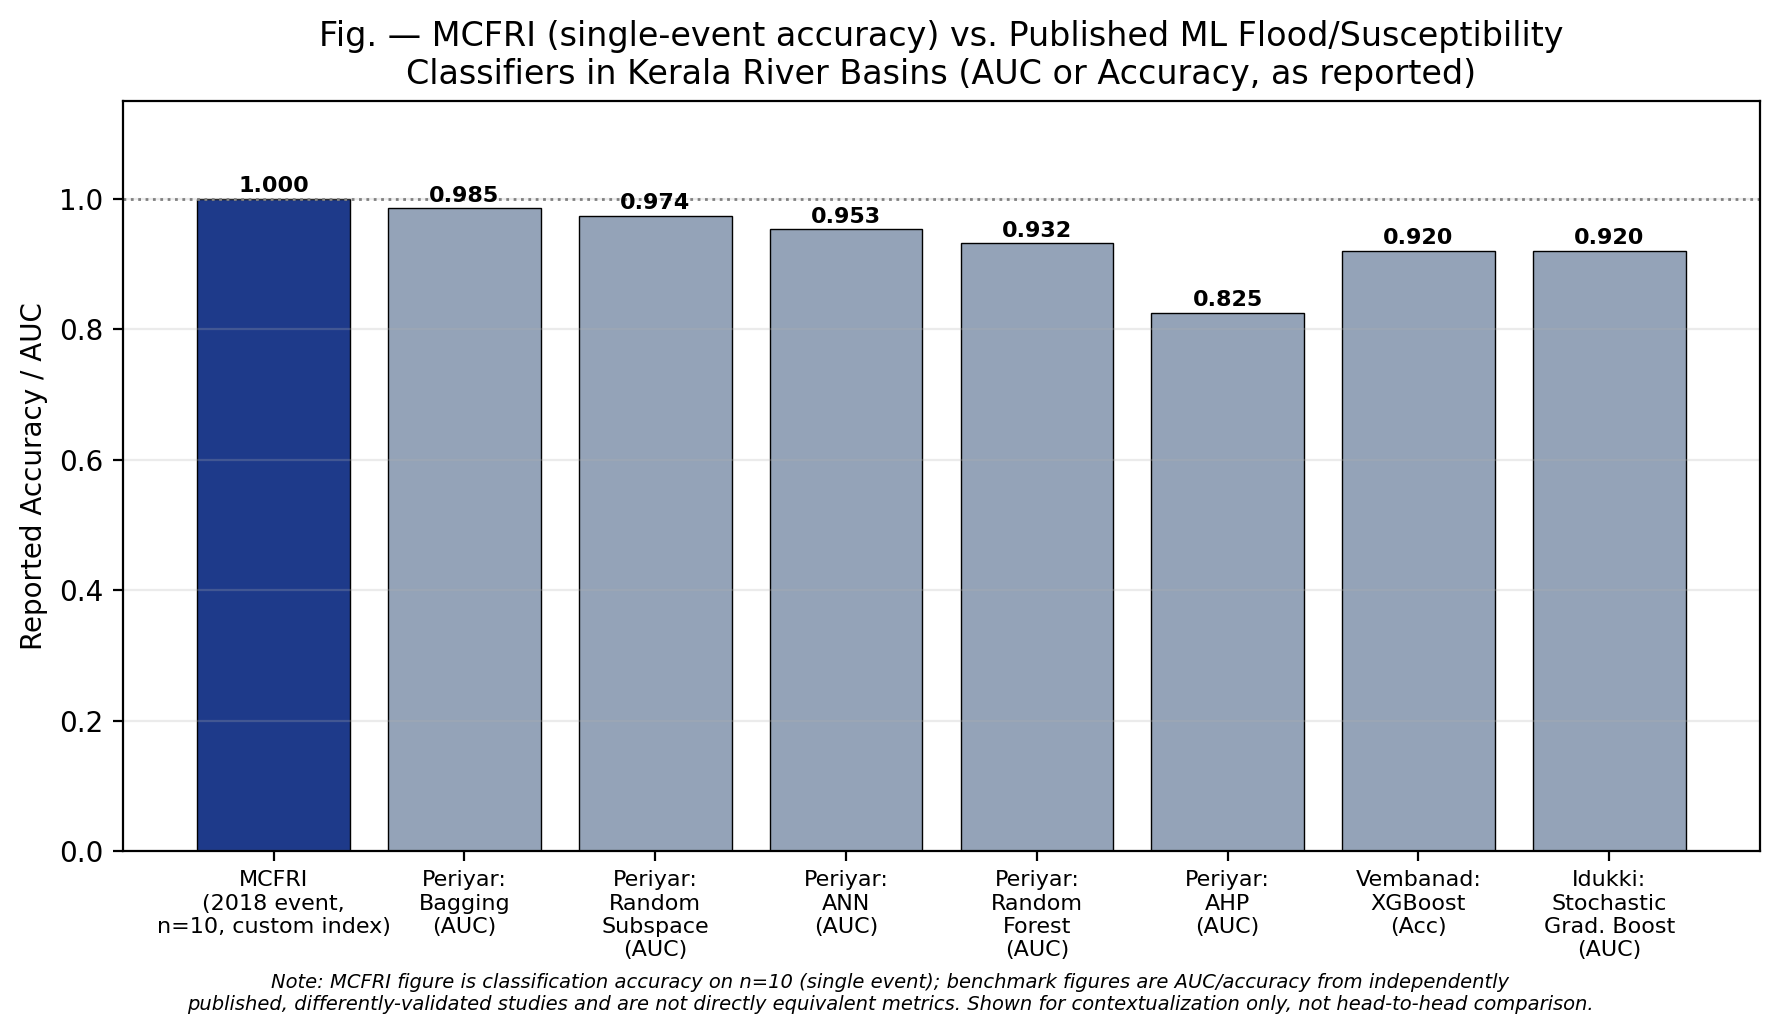 Fig. — MCFRI (single-event accuracy) vs. Published ML Flood/Susceptibility
Classifiers in Kerala River Basins (AUC or Accuracy, as reported)
Reported Accuracy / AUC
1.0
0.8
0.6
0.4
0.2
0.0
1.000
0.985
0.974
0.953
0.932
0.825
0.920
0.920
MCFRI
(2018 event,
n=10, custom index)
Periyar:
Bagging
(AUC)
Periyar:
Random
Subspace
(AUC)
Periyar:
ANN
(AUC)
Periyar:
Random
Forest
(AUC)
Periyar:
AHP
(AUC)
Vembanad:
XGBoost
(Acc)
Idukki:
Stochastic
Grad. Boost
(AUC)
Note: MCFRI figure is classification accuracy on n=10 (single event); benchmark figures are AUC/accuracy from independently
published, differently-validated studies and are not directly equivalent metrics. Shown for contextualization only, not head-to-head comparison.